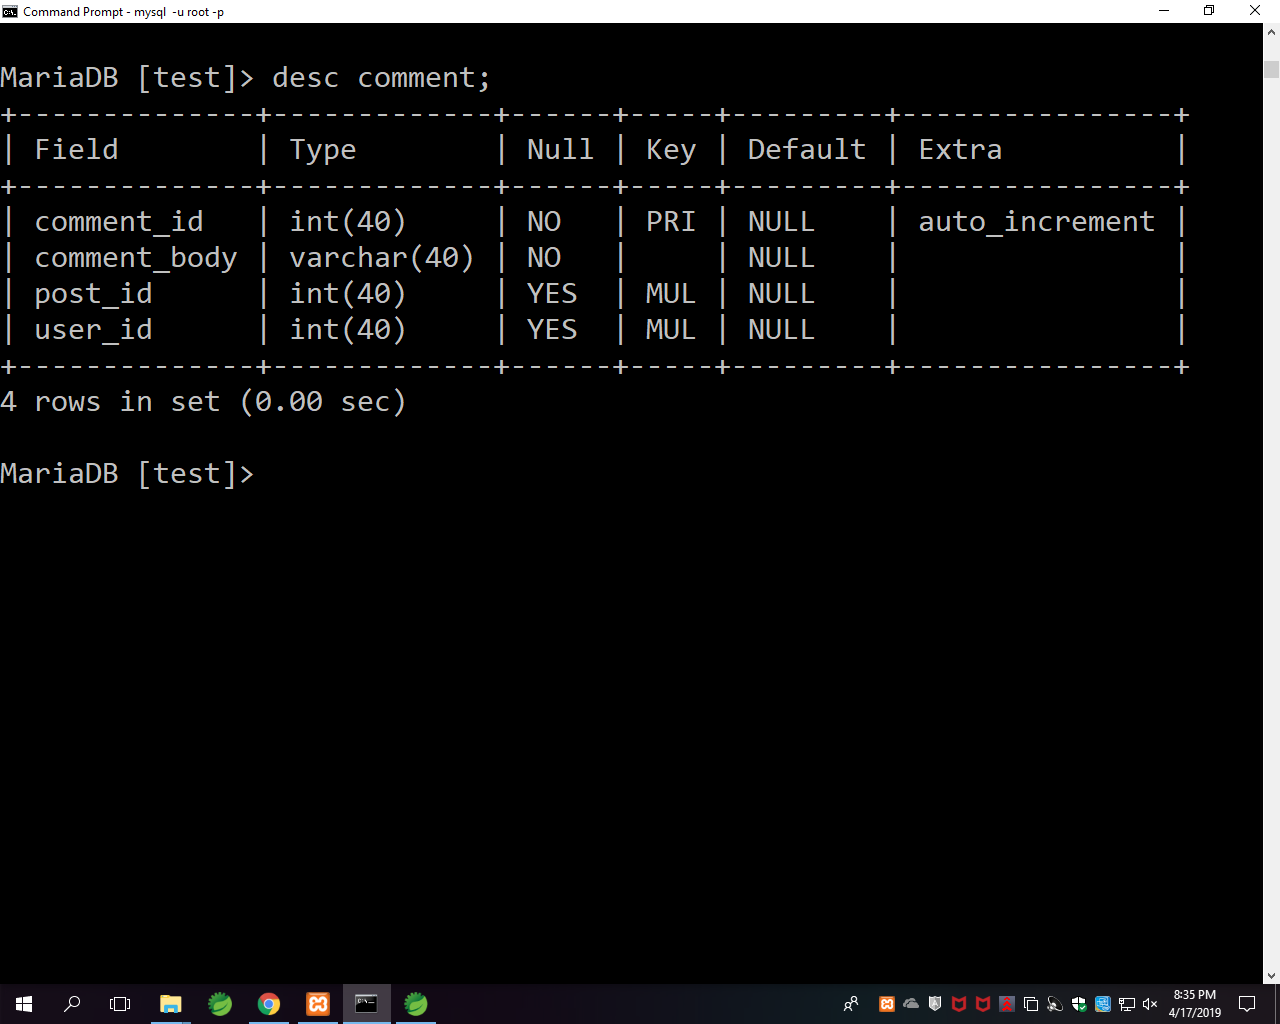 Command Prompt - mysql  -u root -p
MariaDB [test]> desc comment;
+--------------+-------------+------+-----+---------+----------------+
| Field        | Type        | Null | Key | Default | Extra          |
+--------------+-------------+------+-----+---------+----------------+
| comment_id   | int(40)     | NO   | PRI | NULL    | auto_increment |
| comment_body | varchar(40) | NO   |     | NULL    |                |
| post_id      | int(40)     | YES  | MUL | NULL    |                |
| user_id      | int(40)     | YES  | MUL | NULL    |                |
+--------------+-------------+------+-----+---------+----------------+
4 rows in set (0.00 sec)
MariaDB [test]>
8:35 PM
4/17/2019